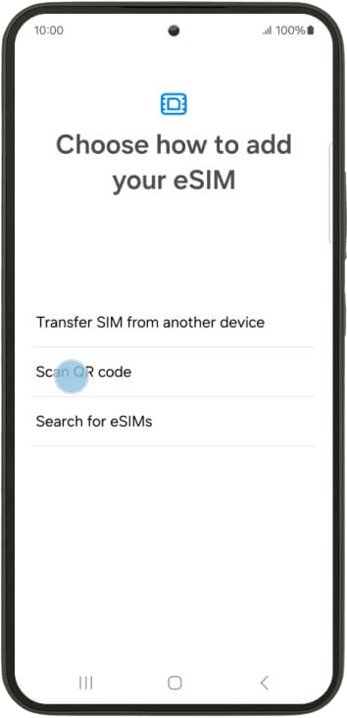 10:00
100%
Choose how to add
your eSIM
Transfer SIM from another device
Scan QR code
Search for eSIMs